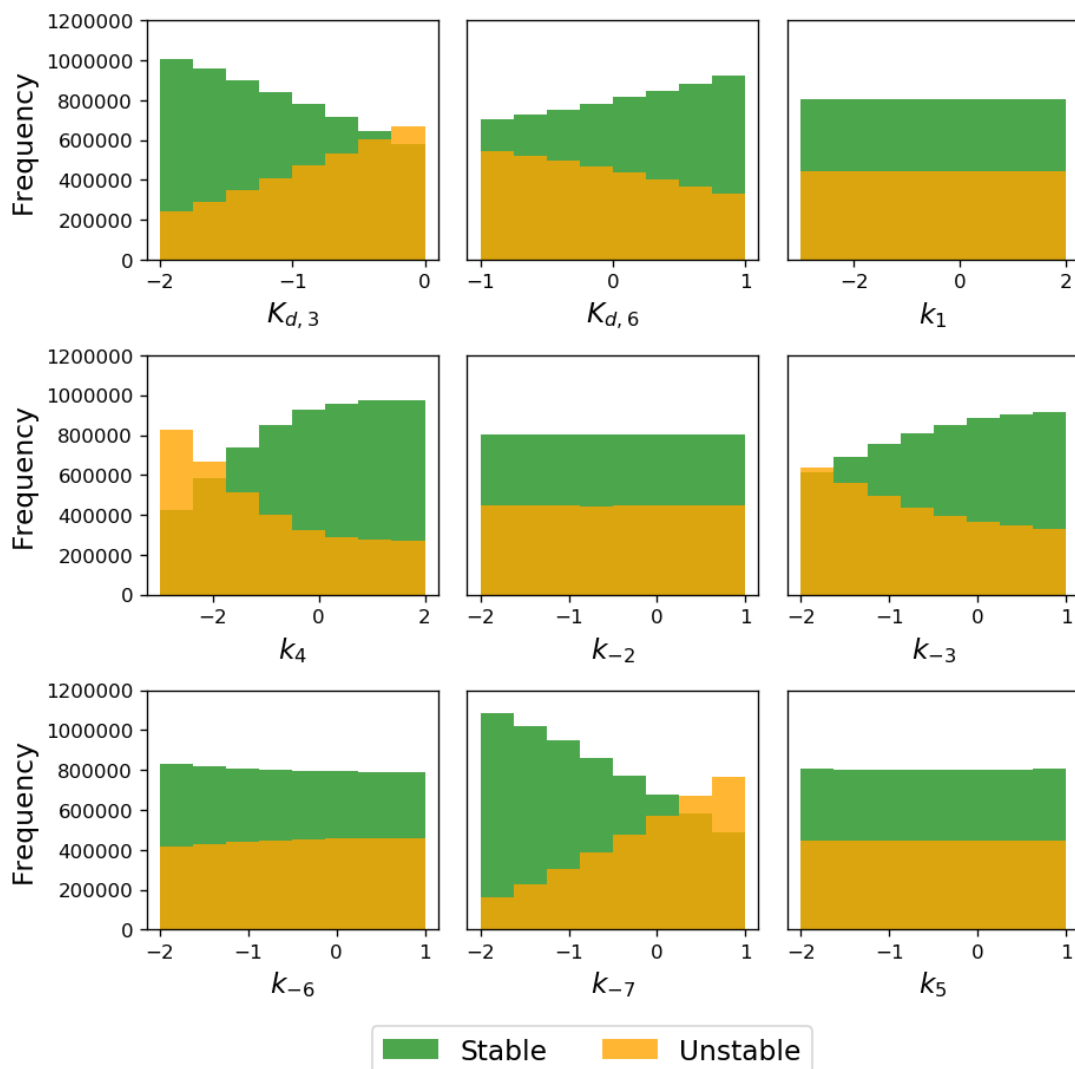 Frequency
1200000
1000000
800000
600000
400000
200000
0
−2 −1 0
K_{d, 3}
−1 0 1
K_{d, 6}
−2 0 2
k_1
Frequency
1200000
1000000
800000
600000
400000
200000
0
−2 0 2
k_4
−2 −1 0 1
k_{−2}
−2 −1 0 1
k_{−3}
Frequency
1200000
1000000
800000
600000
400000
200000
0
−2 −1 0 1
k_{−6}
−2 −1 0 1
k_{−7}
−2 −1 0 1
k_5
Stable Unstable